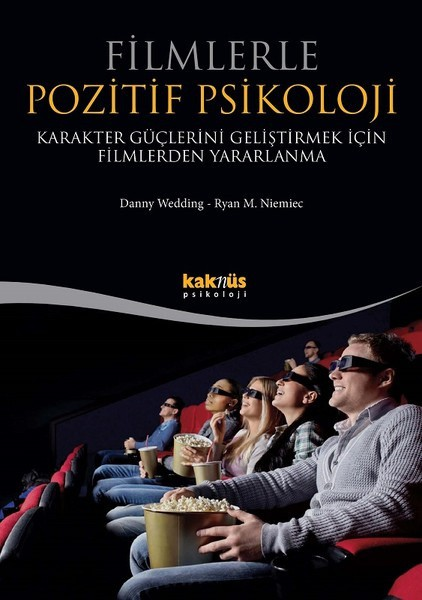 FİLMLERLE
POZİTİF PSİKOLOJİ
KARAKTER GÜÇLERİNİ GELİŞTİRMEK İÇİN
FİLMLERDEN YARARLANMA
Danny Wedding - Ryan M. Niemiec
kaknüs
psikoloji